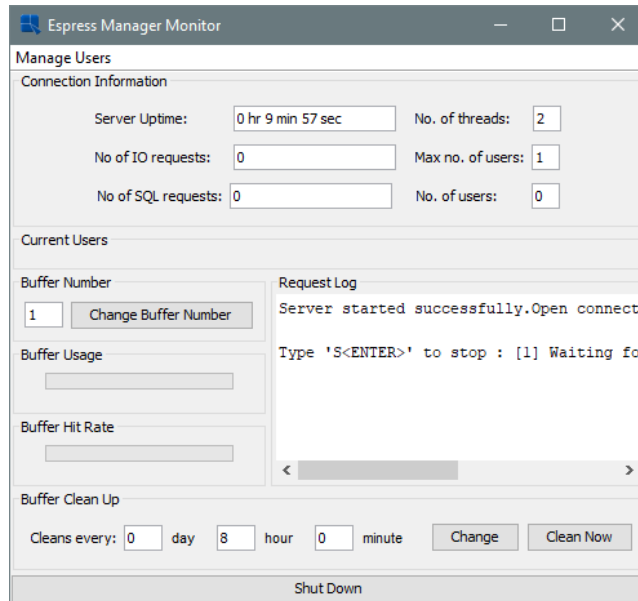 Espress Manager Monitor
Manage Users
Connection Information
Server Uptime: 0 hr 9 min 57 sec No. of threads: 2
No of IO requests: 0 Max no. of users: 1
No of SQL requests: 0 No. of users: 0
Current Users
Buffer Number
1 Change Buffer Number
Buffer Usage
Buffer Hit Rate
Request Log
Server started successfully.Open connect
Type 'S<ENTER>' to stop : [1] Waiting fo
Buffer Clean Up
Cleans every: 0 day 8 hour 0 minute Change Clean Now
Shut Down